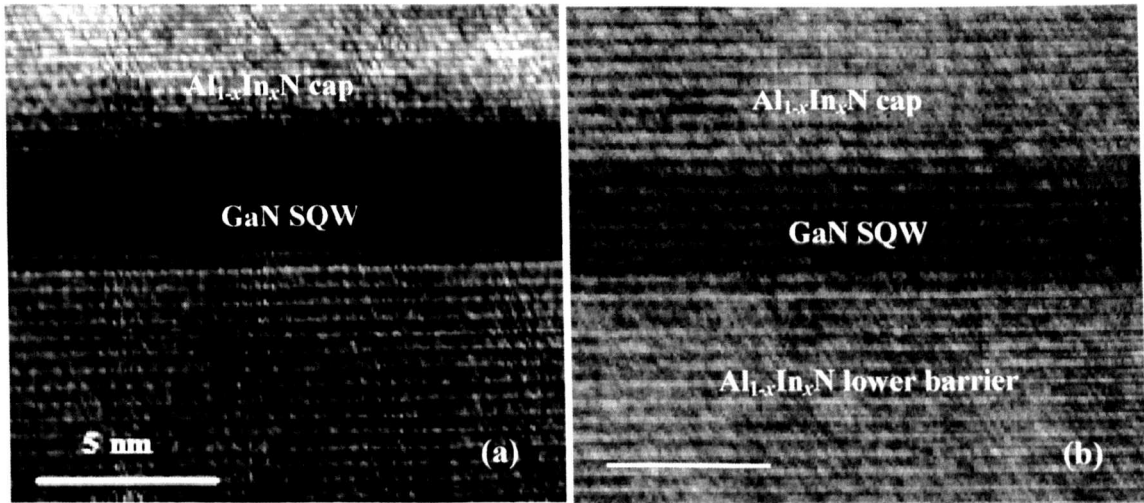 Al₁₋ₓInₓN cap
GaN SQW
5 nm
(a)
Al₁₋ₓInₓN cap
GaN SQW
Al₁₋ₓInₓN lower barrier
(b)